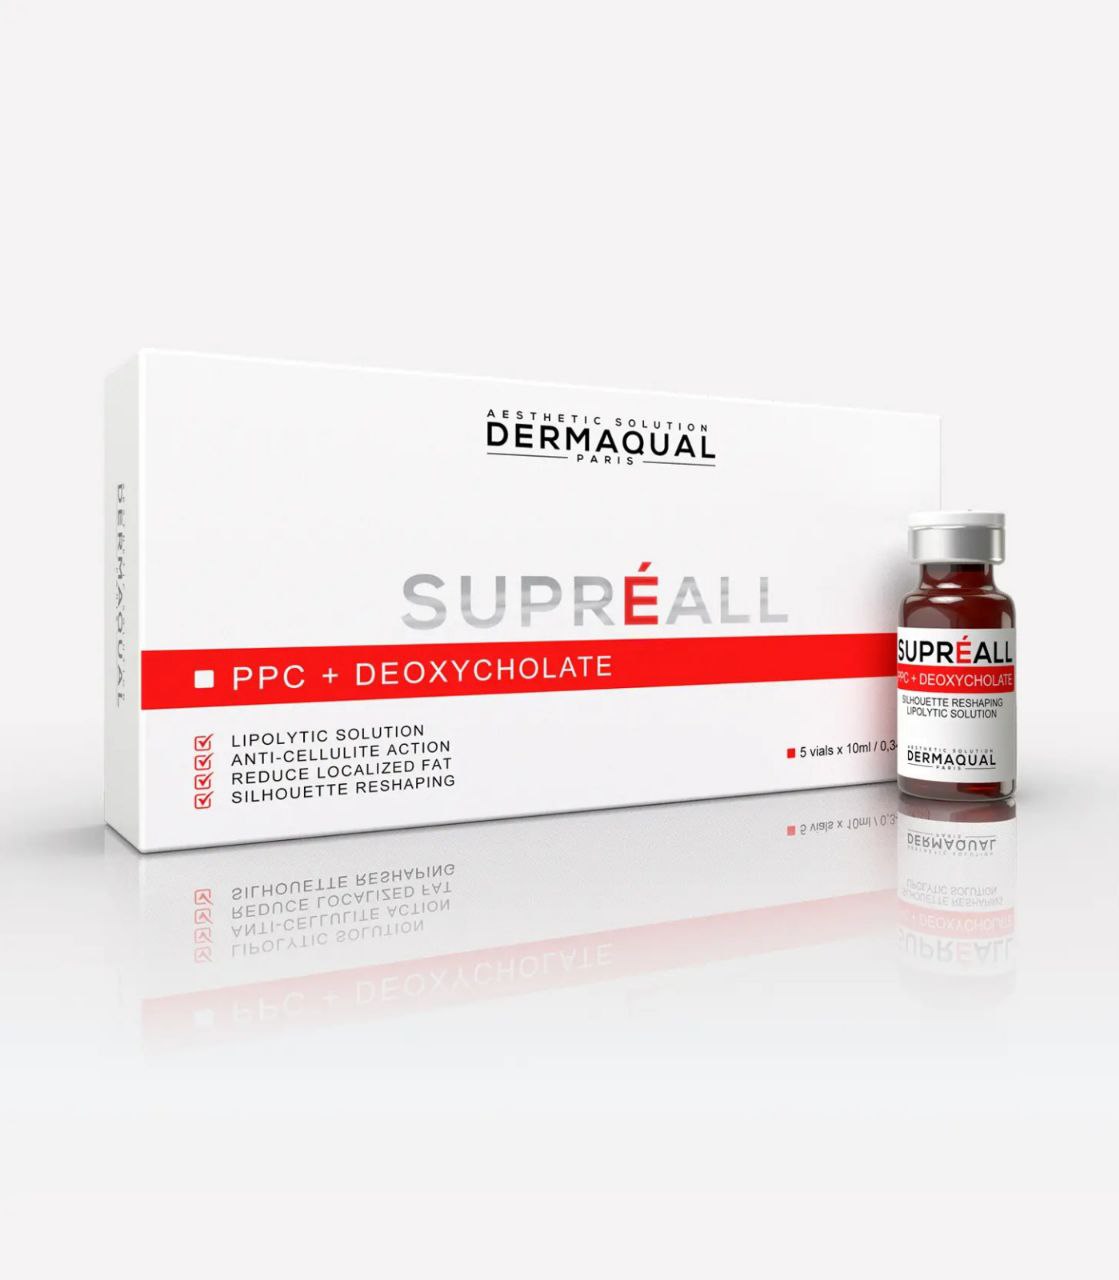 AESTHETIC SOLUTION
DERMAQUAL
PARIS
DERMAQUAL
SUPRÉALL
PPC + DEOXYCHOLATE
LIPOLYTIC SOLUTION
ANTI-CELLULITE ACTION
REDUCE LOCALIZED FAT
SILHOUETTE RESHAPING
5 vials x 10ml /
SUPRÉALL
PPC + DEOXYCHOLATE
SILHOUETTE RESHAPING
LIPOLYTIC SOLUTION
AESTHETIC SOLUTION
DERMAQUAL
PARIS